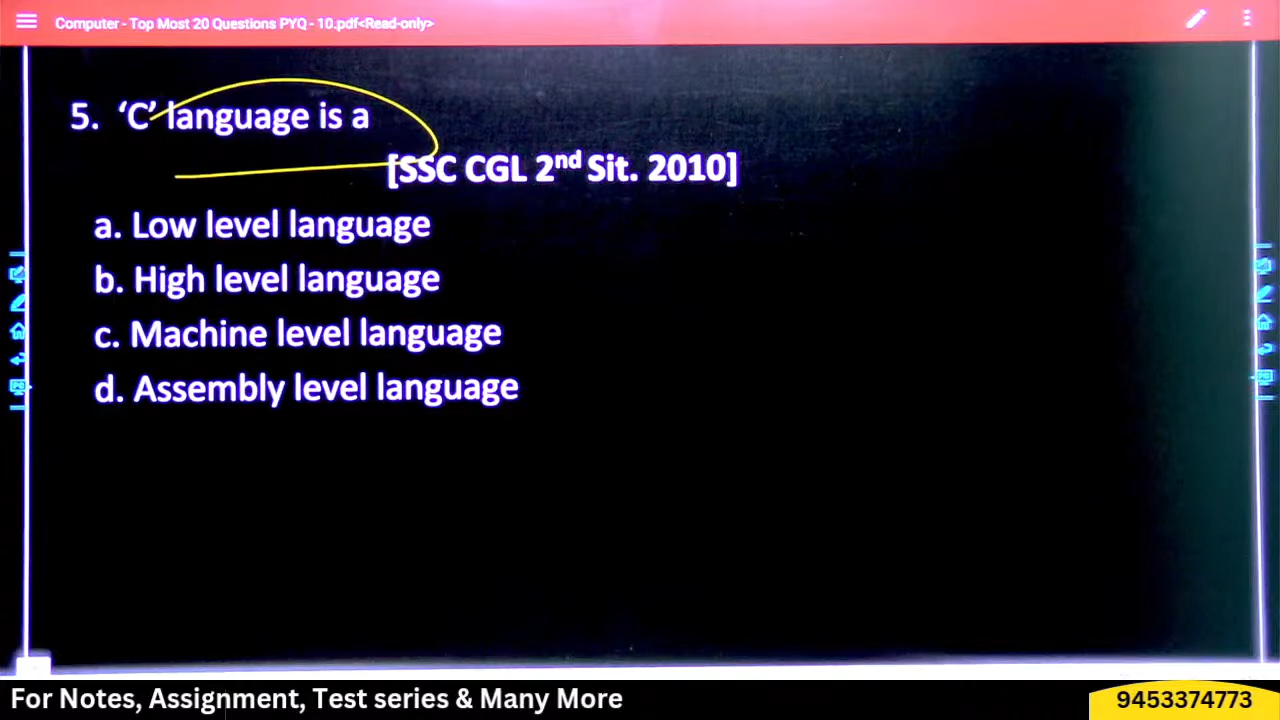 Computer - Top Most 20 Questions PYQ - 10.pdf<Read-only>
5. ‘C’ language is a
[SSC CGL 2nd Sit. 2010]
a. Low level language
b. High level language
c. Machine level language
d. Assembly level language
For Notes, Assignment, Test series & Many More
9453374773